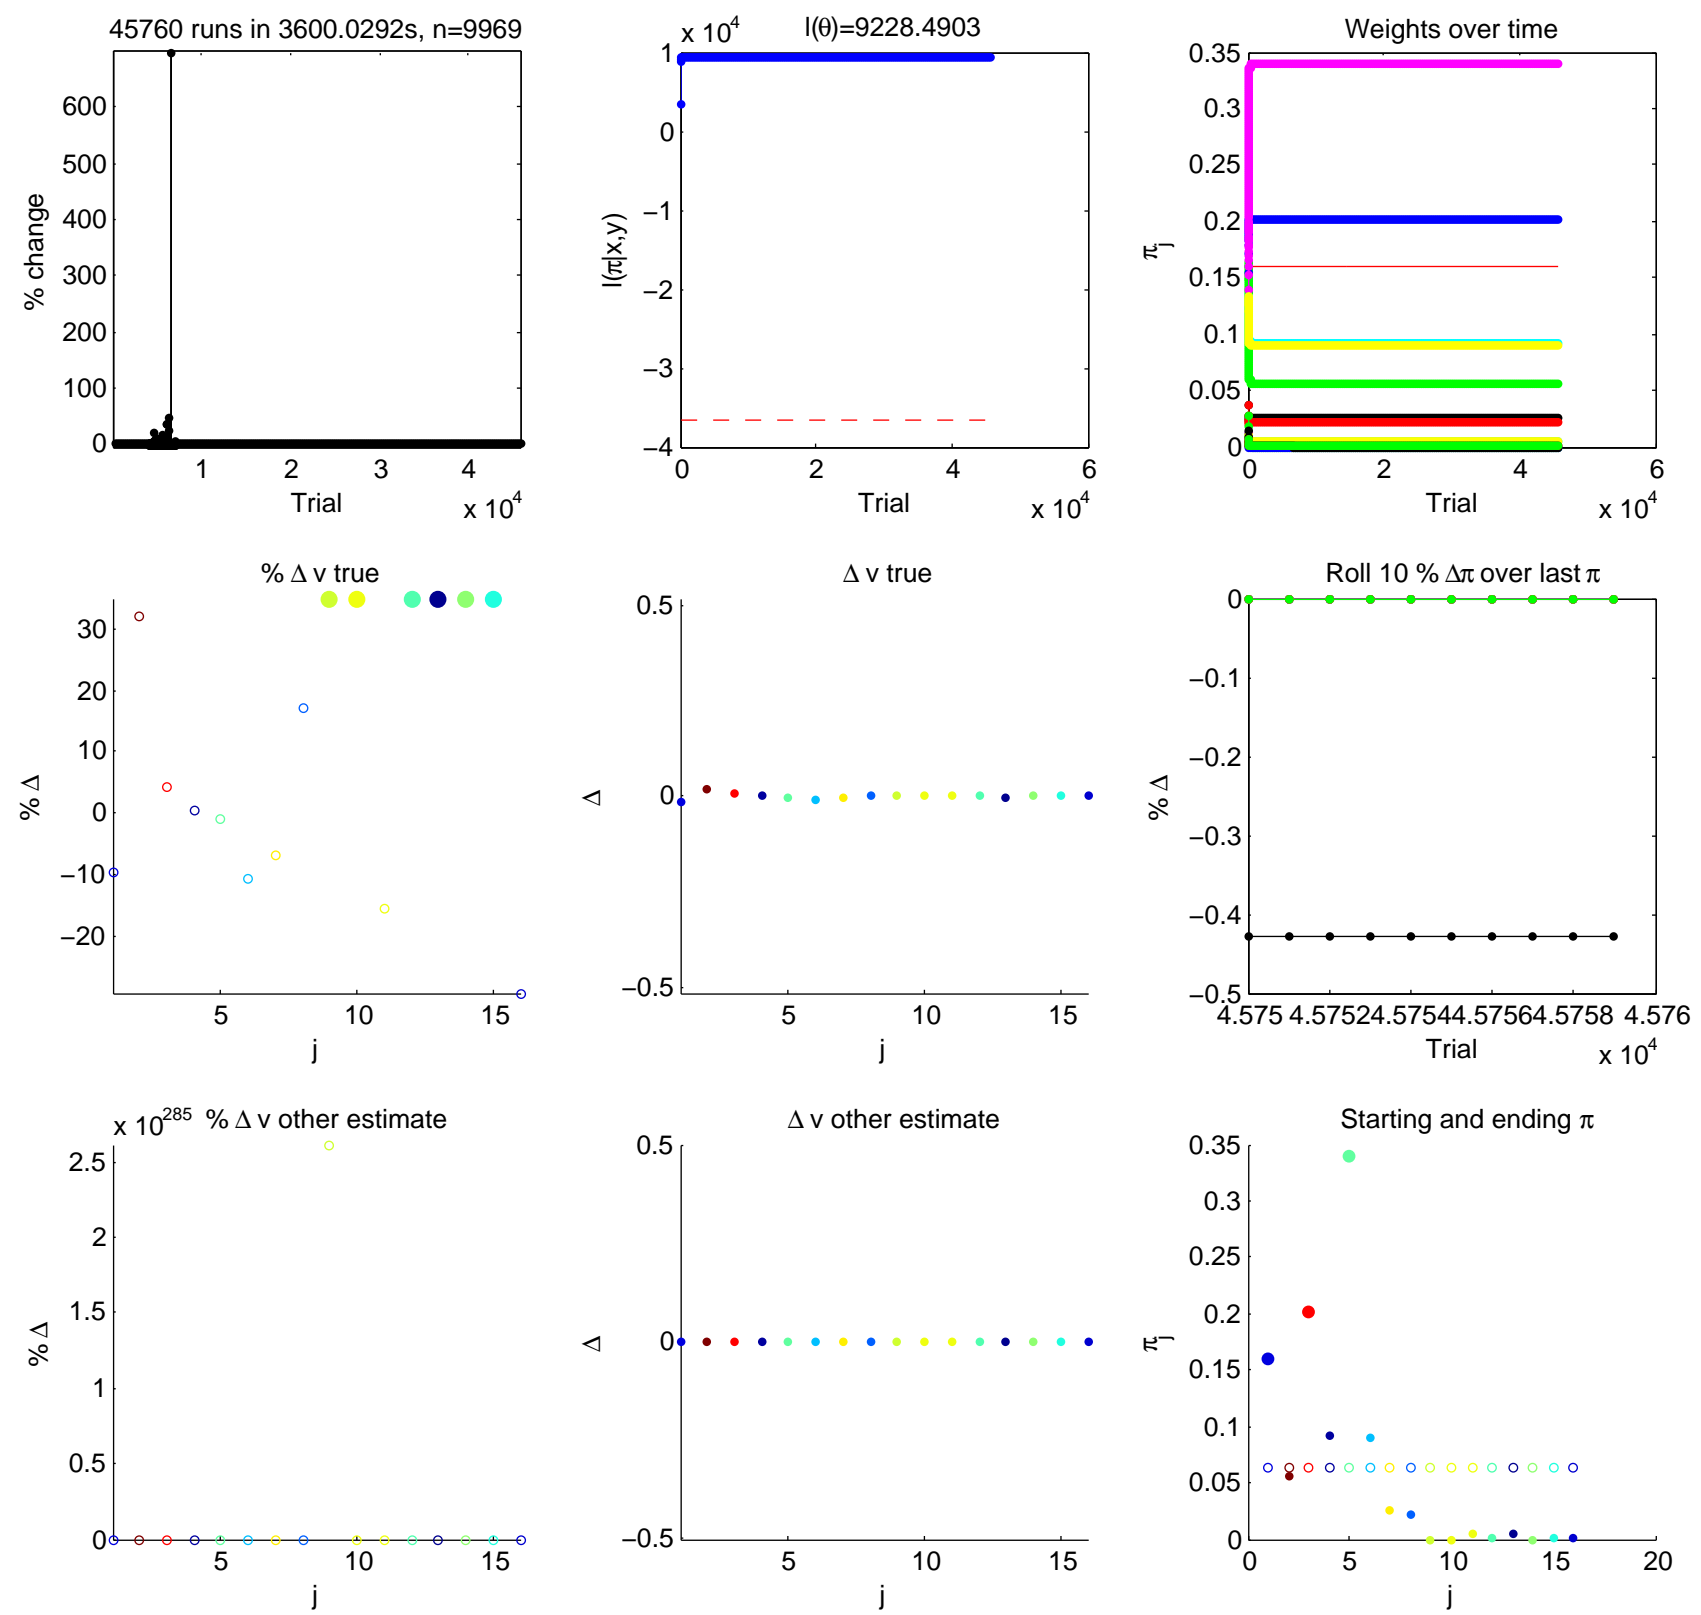 45760 runs in 3600.0292s, n=9969
% change
600
500
400
300
200
100
0
1 2 3 4
Trial
x 10^4
x 10^4
l(θ)=9228.4903
l(π|x,y)
1
0
−1
−2
−3
−4
0 2 4 6
Trial
x 10^4
Weights over time
π_j
0.35
0.3
0.25
0.2
0.15
0.1
0.05
0
0 2 4 6
Trial
x 10^4
% Δ v true
% Δ
30
20
10
0
−10
−20
5 10 15
j
Δ v true
Δ
0.5
0
−0.5
5 10 15
j
Roll 10 % Δπ over last π
% Δ
0
−0.1
−0.2
−0.3
−0.4
−0.5
4.575 4.5752 4.5754 4.5756 4.5758 4.576
Trial
x 10^4
x 10^285
% Δ v other estimate
% Δ
2.5
2
1.5
1
0.5
0
5 10 15
j
Δ v other estimate
Δ
0.5
0
−0.5
5 10 15
j
Starting and ending π
π_j
0.35
0.3
0.25
0.2
0.15
0.1
0.05
0
0 5 10 15 20
j